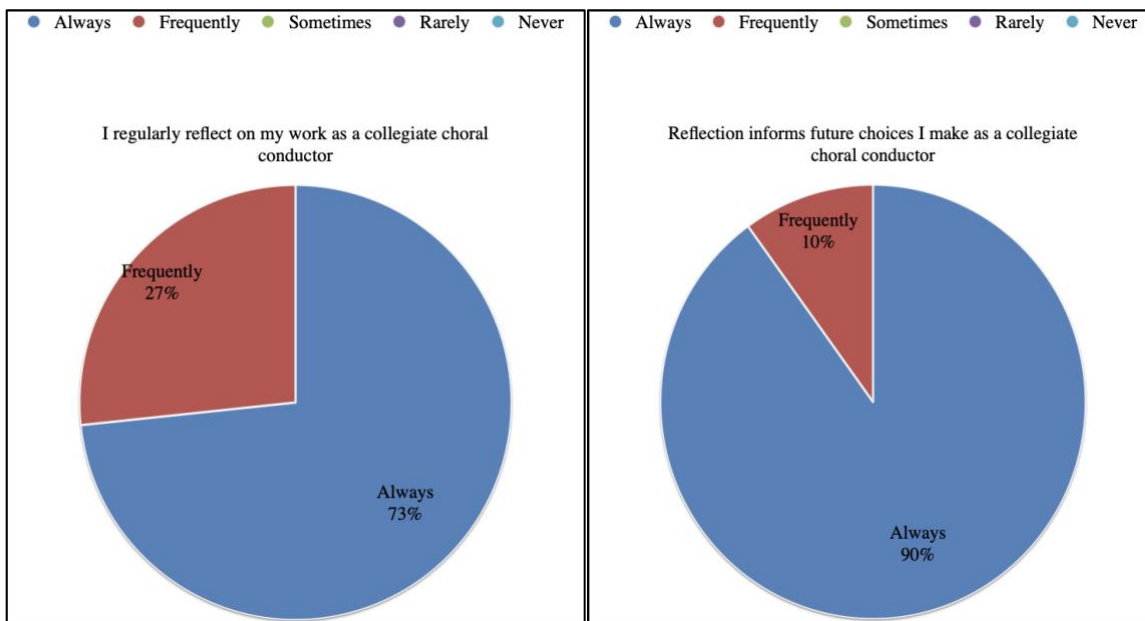 Always Frequently Sometimes Rarely Never
I regularly reflect on my work as a collegiate choral
conductor
Frequently
27%
Always
73%
Always Frequently Sometimes Rarely Never
Reflection informs future choices I make as a collegiate
choral conductor
Frequently
10%
Always
90%